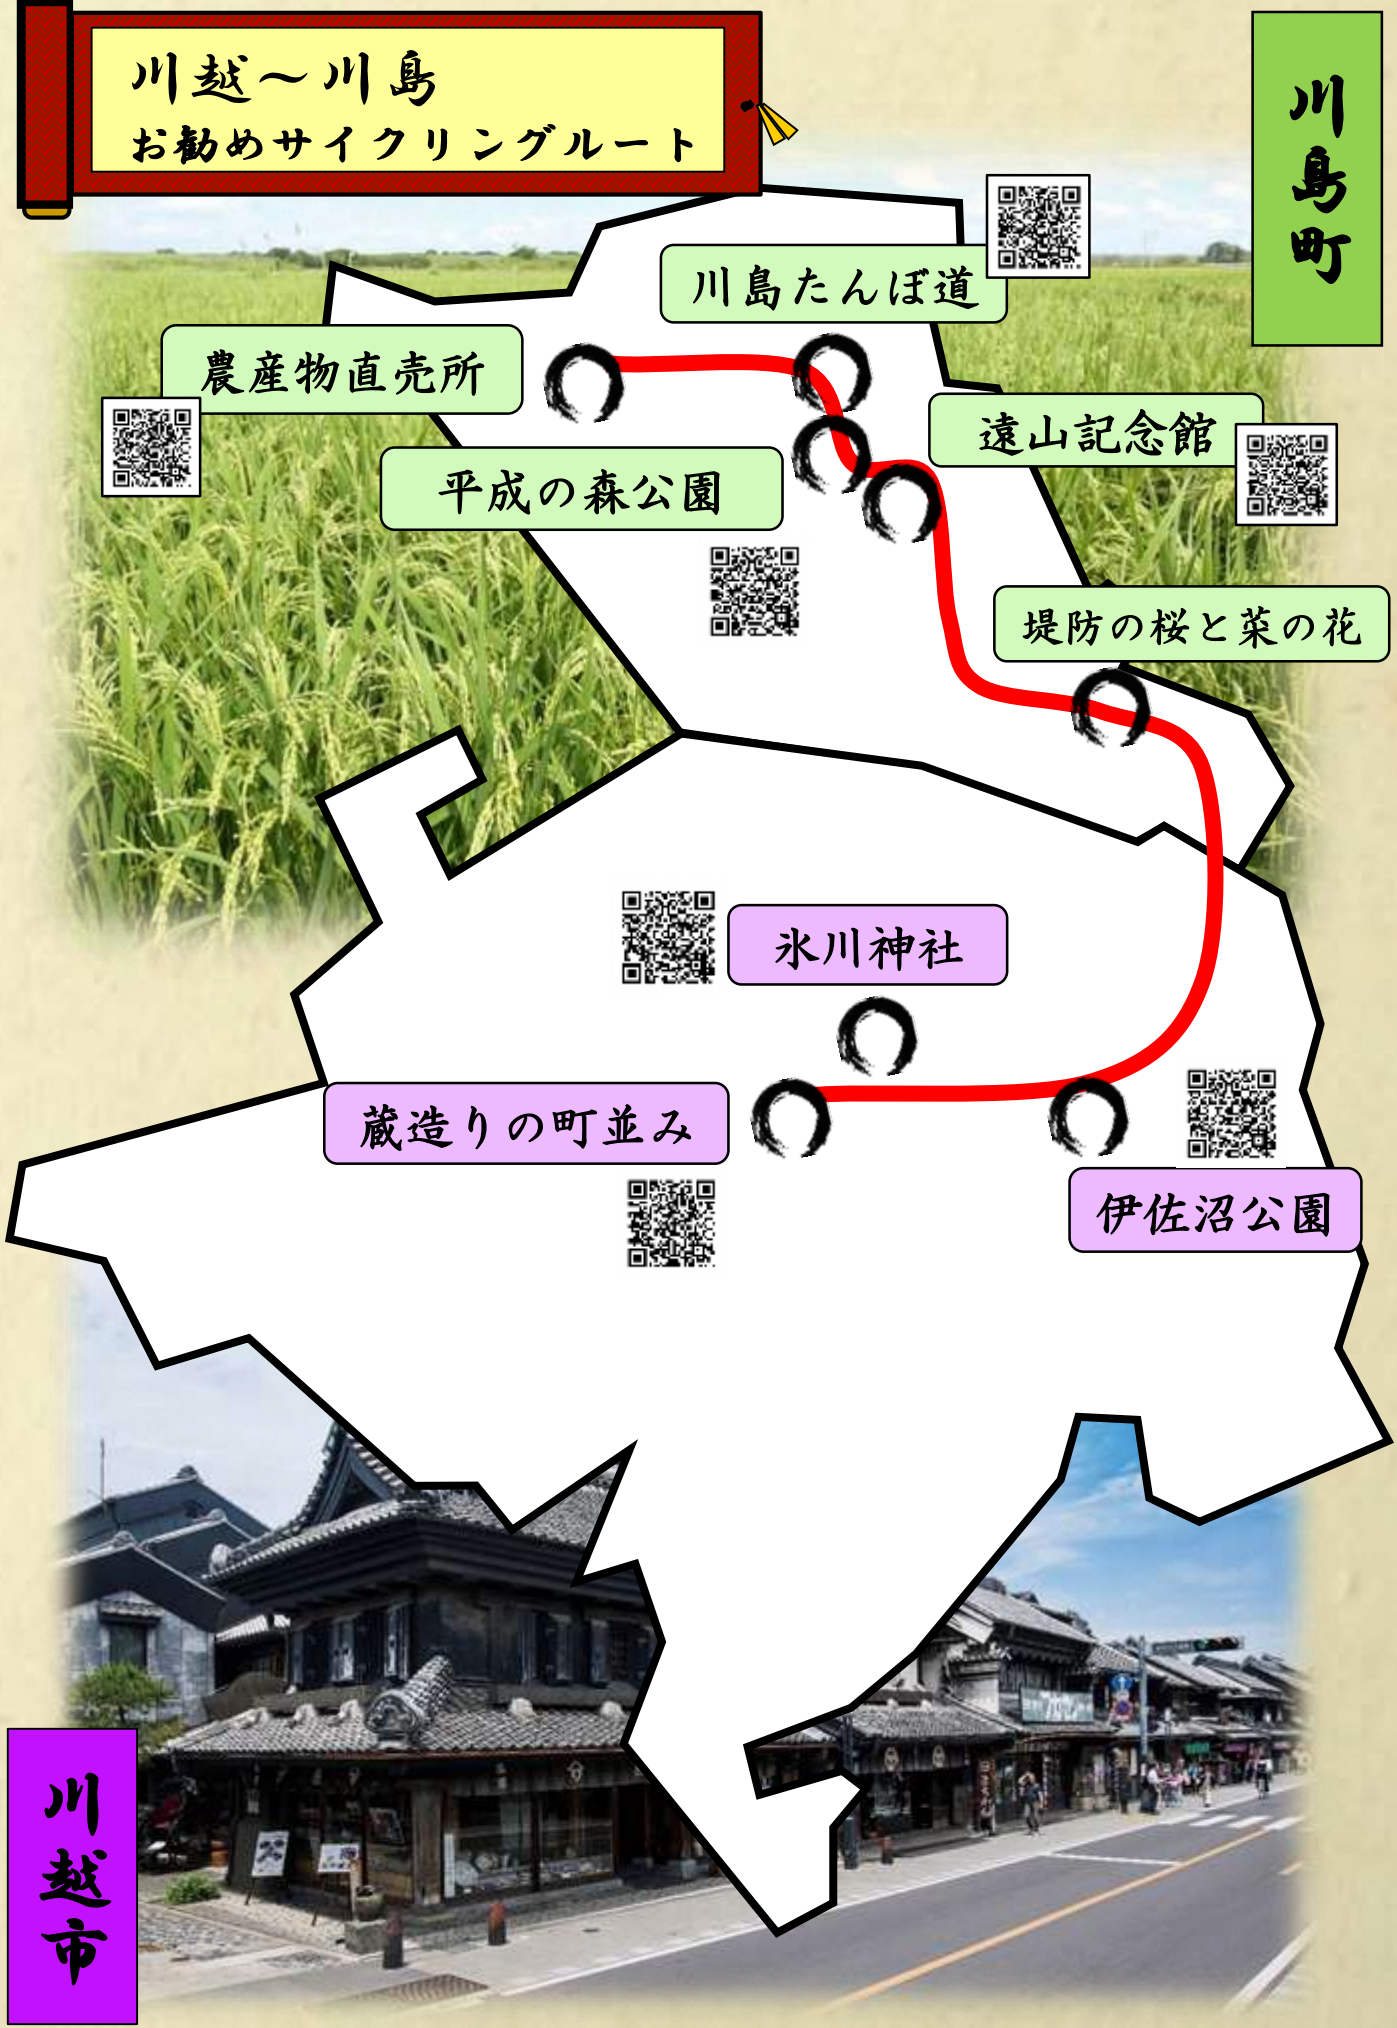 川越～川島
お勧めサイクリングルート
川島町
川島たんぼ道
農産物直売所
遠山記念館
平成の森公園
堤防の桜と菜の花
氷川神社
蔵造りの町並み
伊佐沼公園
川越市